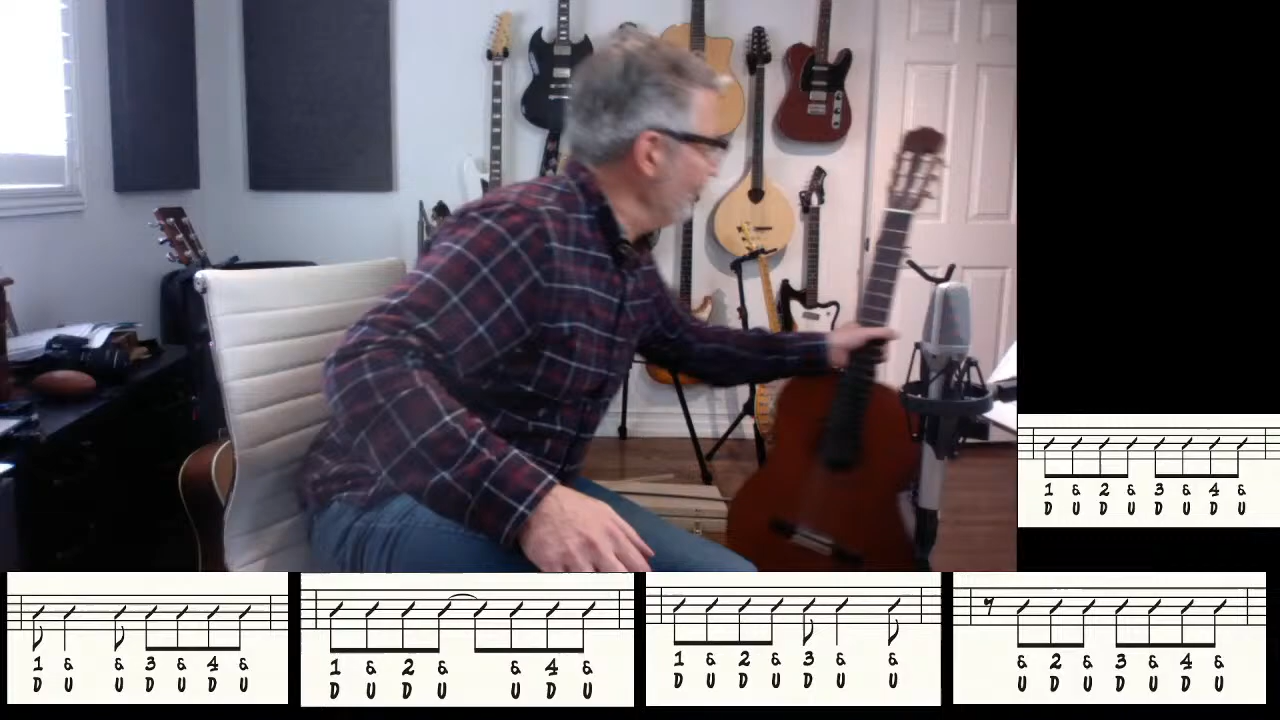 1 & 2 & 3 & 4 &
D U D U D U D U
1 & & 3 & 4 &
D U U D U D U
1 & 2 & & 4 &
D U D U U D U
1 & 2 & 3 & &
D U D U D U U
& 2 & 3 & 4 &
U D U D U D U